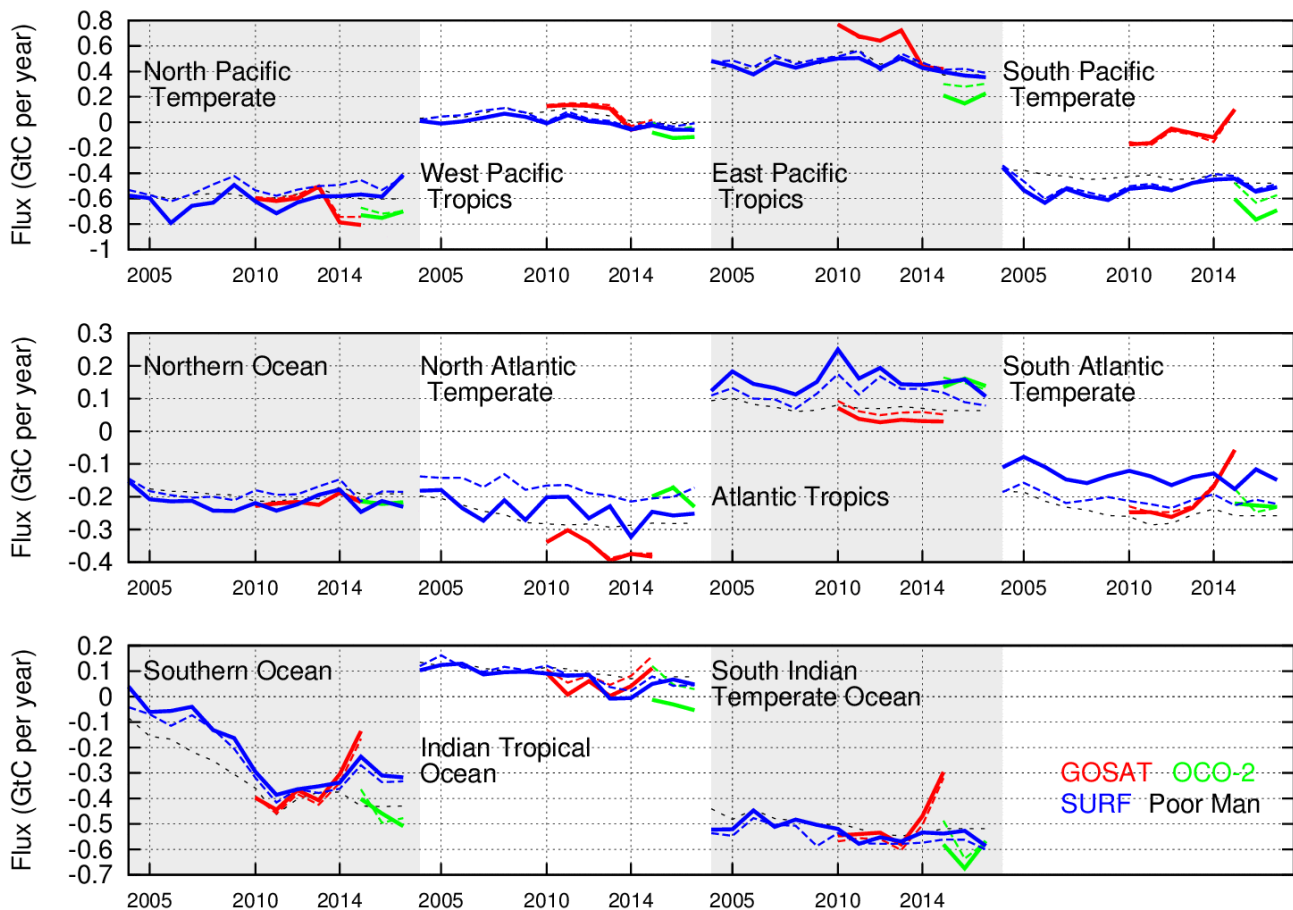 0.8
0.6
0.4
0.2
0
-0.2
-0.4
-0.6
-0.8
-1
Flux (GtC per year)
North Pacific
Temperate
West Pacific
Tropics
East Pacific
Tropics
South Pacific
Temperate
2005 2010 2014 2005 2010 2014 2005 2010 2014 2005 2010 2014
0.3
0.2
0.1
0
-0.1
-0.2
-0.3
-0.4
Flux (GtC per year)
Northern Ocean
North Atlantic
Temperate
Atlantic Tropics
South Atlantic
Temperate
2005 2010 2014 2005 2010 2014 2005 2010 2014 2005 2010 2014
0.2
0.1
0
-0.1
-0.2
-0.3
-0.4
-0.5
-0.6
-0.7
Flux (GtC per year)
Southern Ocean
Indian Tropical
Ocean
South Indian
Temperate Ocean
GOSAT OCO-2
SURF Poor Man
2005 2010 2014 2005 2010 2014 2005 2010 2014 2005 2010 2014